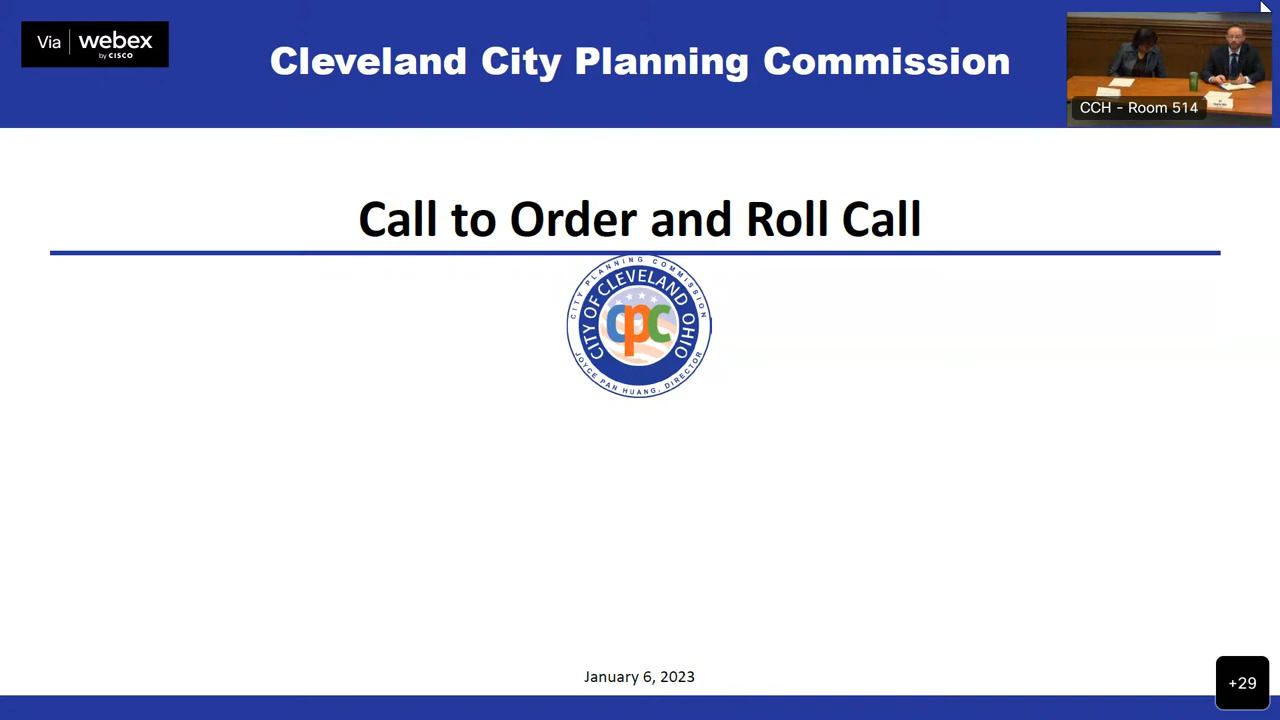 Via webex
by CISCO
Cleveland City Planning Commission
CCH - Room 514
Call to Order and Roll Call
CITY PLANNING COMMISSION
CITY OF CLEVELAND OHIO
cpc
JOYCE PAN HUANG, DIRECTOR
January 6, 2023
+29